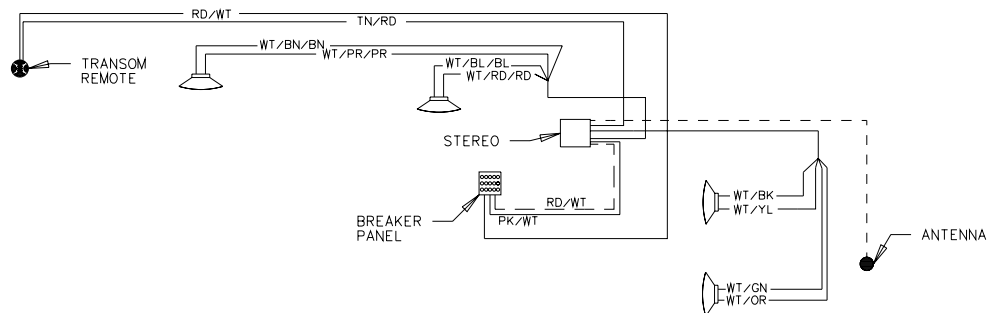 RD/WT
TN/RD
WT/BN/BN
WT/PR/PR
TRANSOM
REMOTE
WT/BL/BL
WT/RD/RD
STEREO
WT/BK
WT/YL
RD/WT
PK/WT
BREAKER
PANEL
ANTENNA
WT/GN
WT/OR